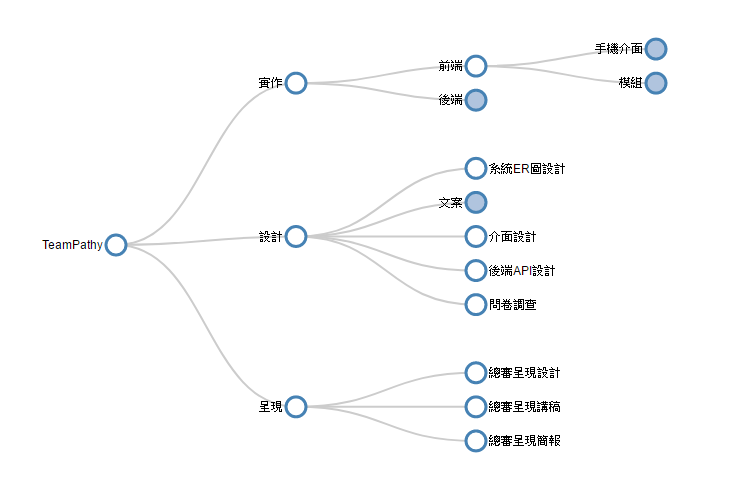 TeamPathy
實作
前端
手機介面
模組
後端
設計
系統ER圖設計
文案
介面設計
後端API設計
問卷調查
呈現
總審呈現設計
總審呈現講稿
總審呈現簡報